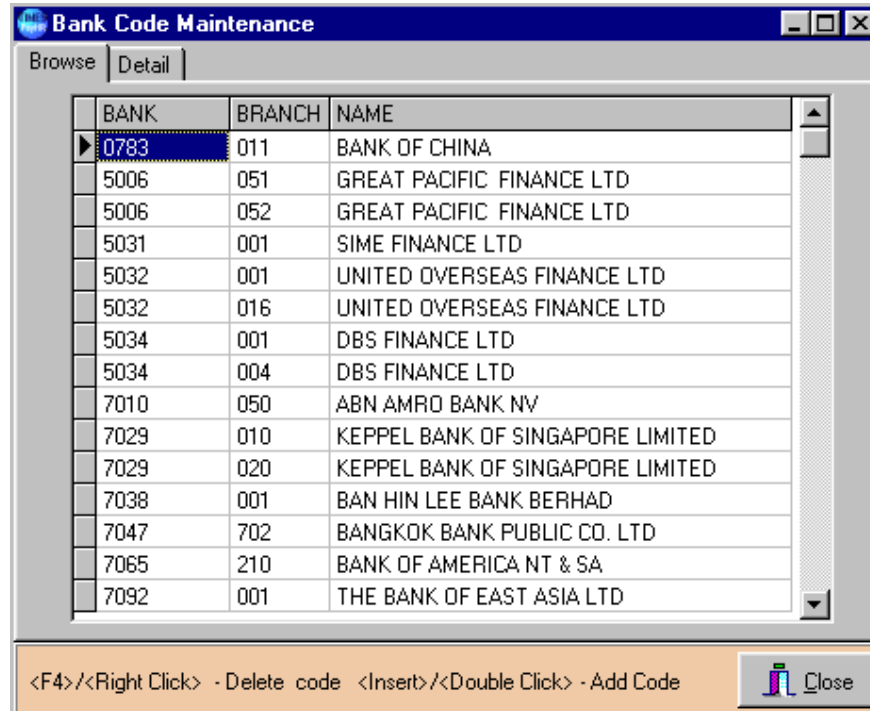 Bank Code Maintenance
Browse Detail
BANK BRANCH NAME
0783 011 BANK OF CHINA
5006 051 GREAT PACIFIC  FINANCE LTD
5006 052 GREAT PACIFIC  FINANCE LTD
5031 001 SIME FINANCE LTD
5032 001 UNITED OVERSEAS FINANCE LTD
5032 016 UNITED OVERSEAS FINANCE LTD
5034 001 DBS FINANCE LTD
5034 004 DBS FINANCE LTD
7010 050 ABN AMRO BANK NV
7029 010 KEPPEL BANK OF SINGAPORE LIMITED
7029 020 KEPPEL BANK OF SINGAPORE LIMITED
7038 001 BAN HIN LEE BANK BERHAD
7047 702 BANGKOK BANK PUBLIC CO. LTD
7065 210 BANK OF AMERICA NT & SA
7092 001 THE BANK OF EAST ASIA LTD
<F4>/<Right Click>  - Delete  code   <Insert>/<Double Click> - Add Code Close